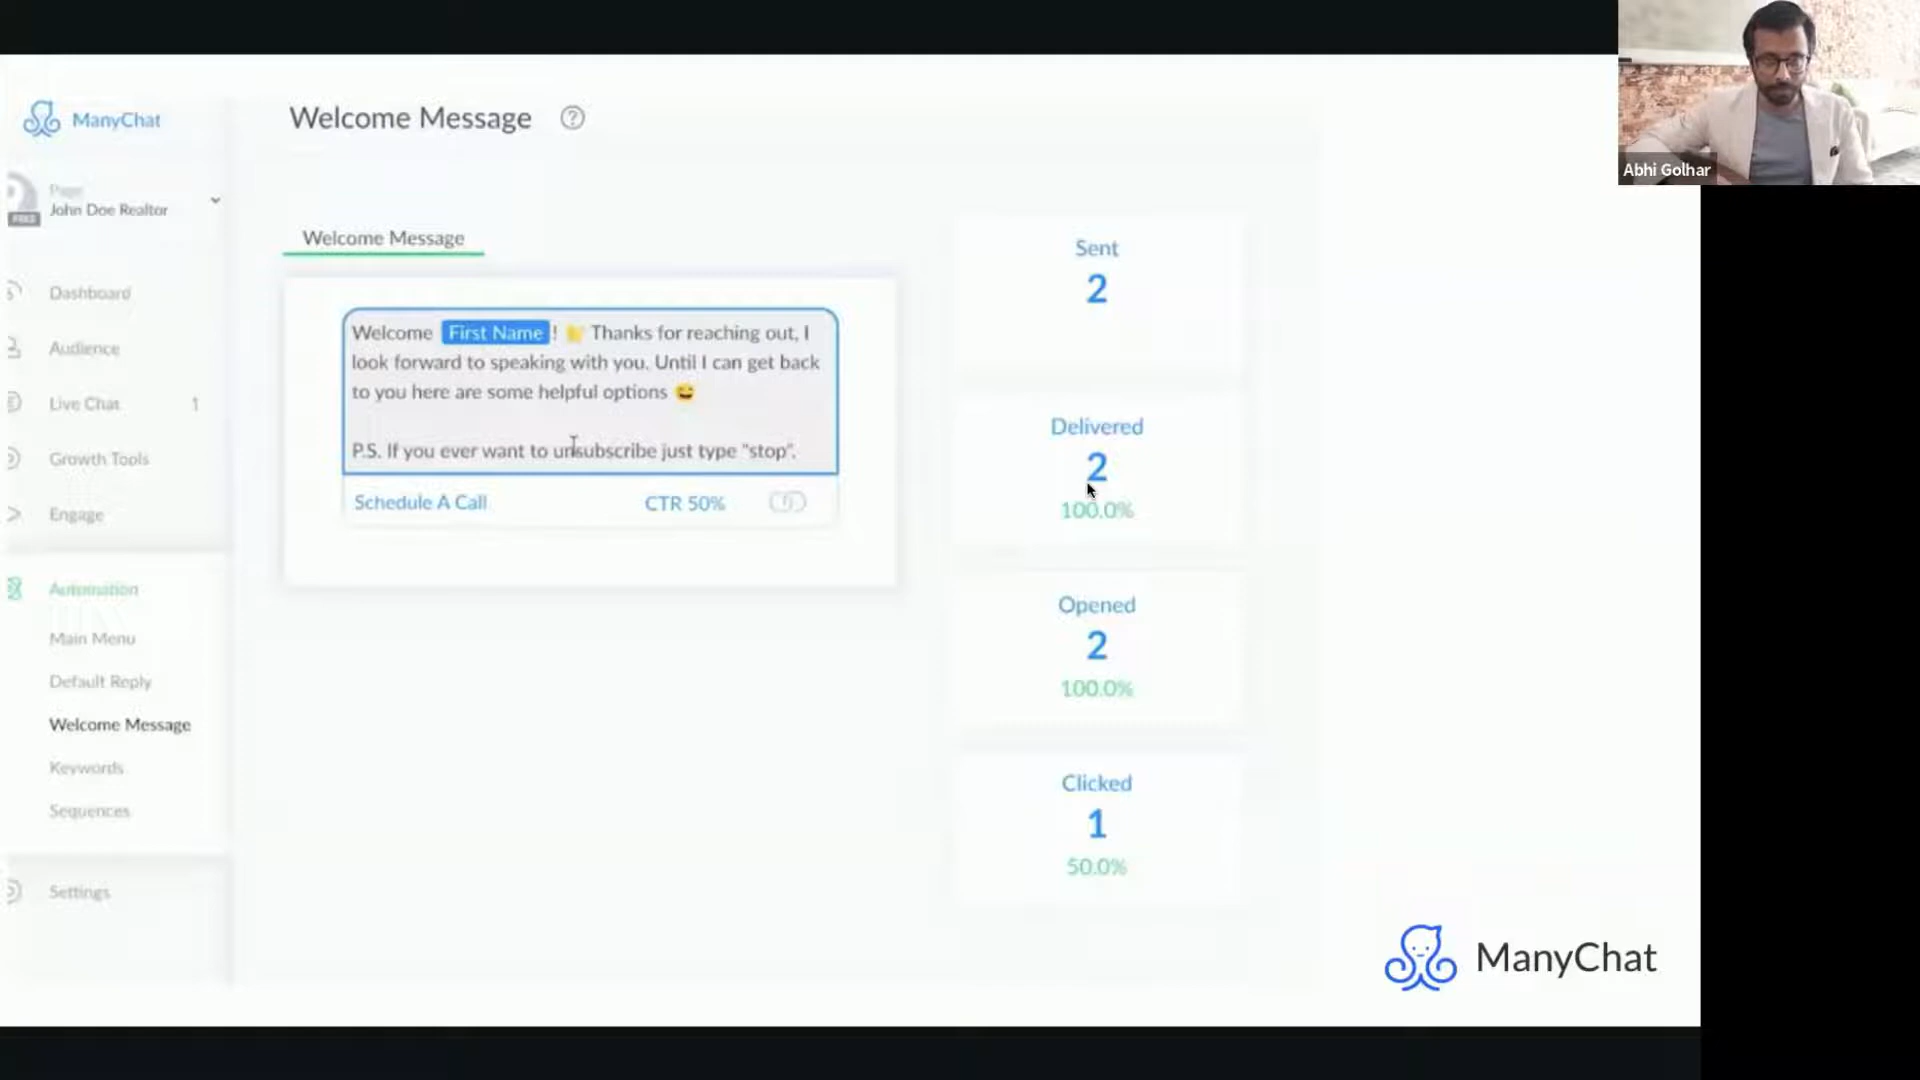 Abhi Golhar
ManyChat
Welcome Message ?
Page
John Doe Realtor
FREE
Dashboard
Audience
Live Chat 1
Growth Tools
Engage
Automation
Main Menu
Default Reply
Welcome Message
Keywords
Sequences
Settings
Welcome Message
Welcome First Name ! 👋 Thanks for reaching out, I
look forward to speaking with you. Until I can get back
to you here are some helpful options 😄
P.S. If you ever want to unsubscribe just type "stop".
Schedule A Call CTR 50%
Sent
2
Delivered
2
100.0%
Opened
2
100.0%
Clicked
1
50.0%
ManyChat